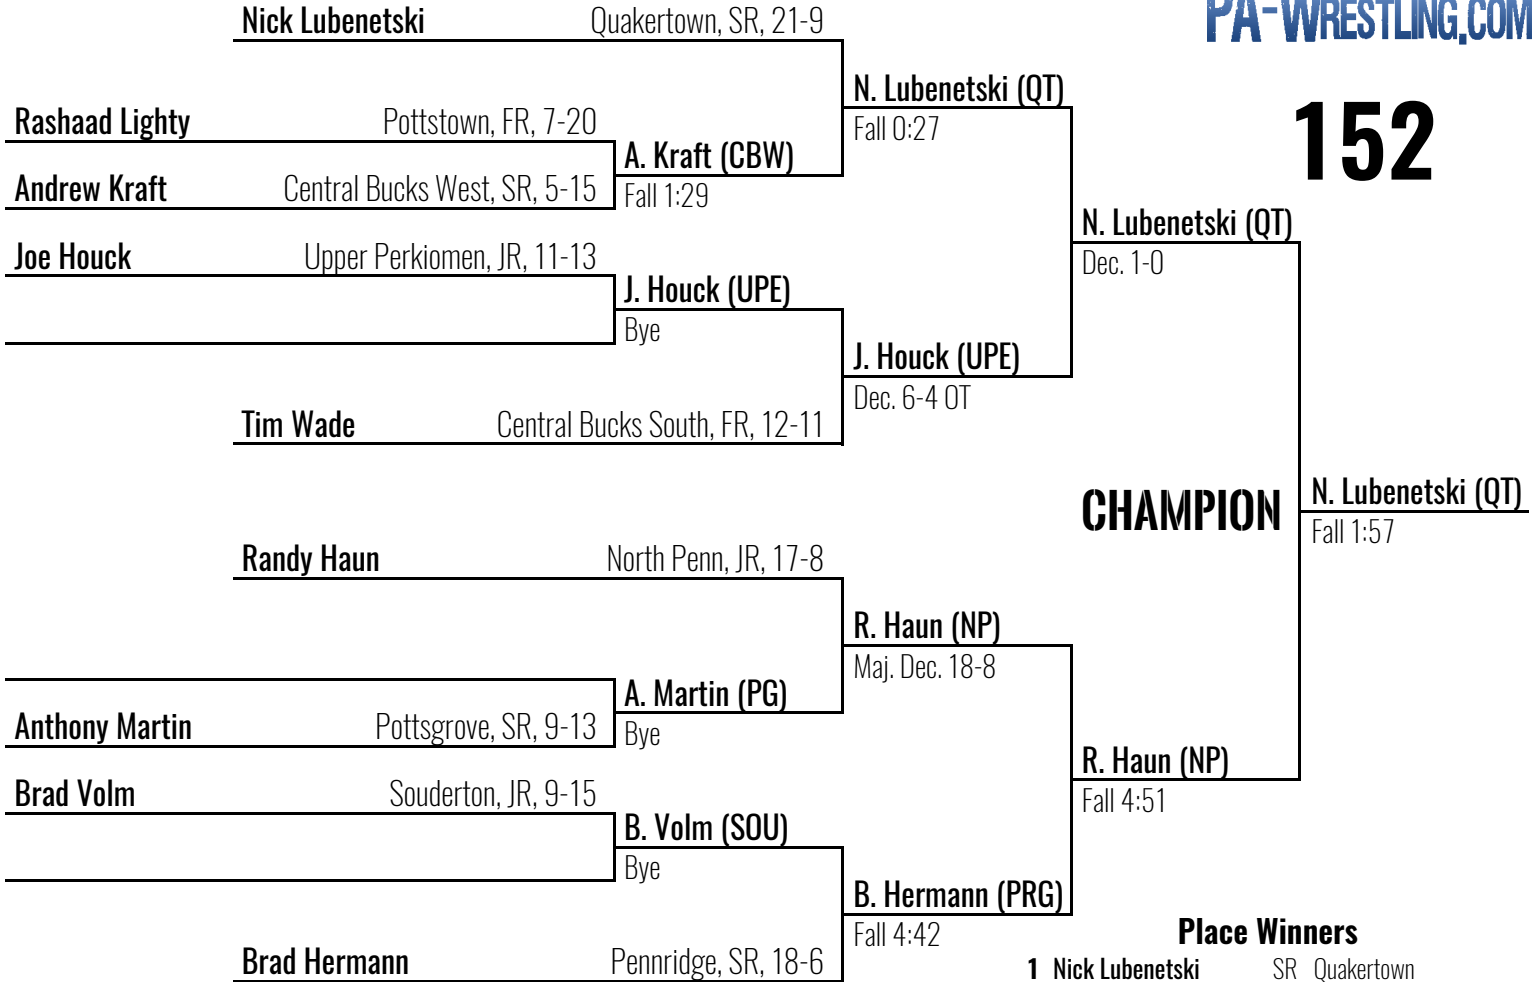 PA-WRESTLING.COM
Nick Lubenetski Quakertown, SR, 21-9
N. Lubenetski (QT)
Fall 0:27
152
Rashaad Lighty Pottstown, FR, 7-20
A. Kraft (CBW)
Fall 1:29
Andrew Kraft Central Bucks West, SR, 5-15
N. Lubenetski (QT)
Dec. 1-0
Joe Houck Upper Perkiomen, JR, 11-13
J. Houck (UPE)
Bye
J. Houck (UPE)
Dec. 6-4 OT
Tim Wade Central Bucks South, FR, 12-11
CHAMPION
N. Lubenetski (QT)
Fall 1:57
Randy Haun North Penn, JR, 17-8
R. Haun (NP)
Maj. Dec. 18-8
A. Martin (PG)
Bye
Anthony Martin Pottsgrove, SR, 9-13
R. Haun (NP)
Fall 4:51
Brad Volm Souderton, JR, 9-15
B. Volm (SOU)
Bye
B. Hermann (PRG)
Fall 4:42
Brad Hermann Pennridge, SR, 18-6
Place Winners
1 Nick Lubenetski SR Quakertown